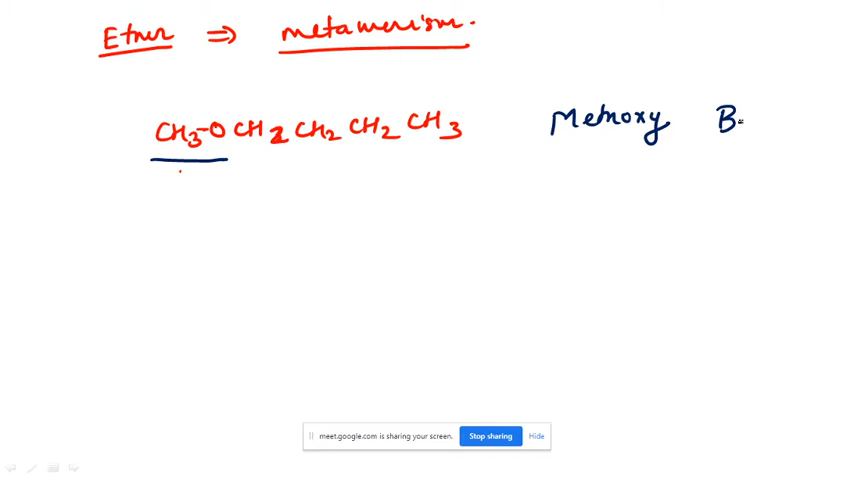 Ether ⇒ metamerism.
CH3-O CH2 CH2 CH2 CH3 Methoxy B
meet.google.com is sharing your screen. Stop sharing Hide